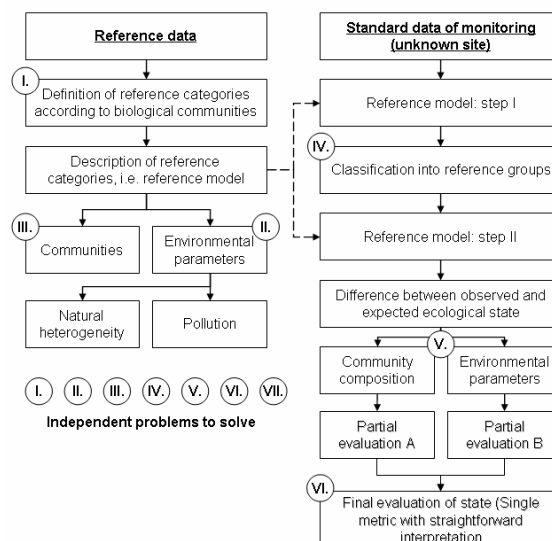 Reference data
I.
Definition of reference categories
according to biological communities
Description of reference
categories, i.e. reference model
III.
Communities
II.
Environmental
parameters
Natural
heterogeneity
Pollution
I. II. III. IV. V. VI. VII.
Independent problems to solve
Standard data of monitoring
(unknown site)
Reference model: step I
IV.
Classification into reference groups
Reference model: step II
Difference between observed and
expected ecological state
V.
Community
composition
Environmental
parameters
Partial
evaluation A
Partial
evaluation B
VI.
Final evaluation of state (Single
metric with straightforward
interpretation